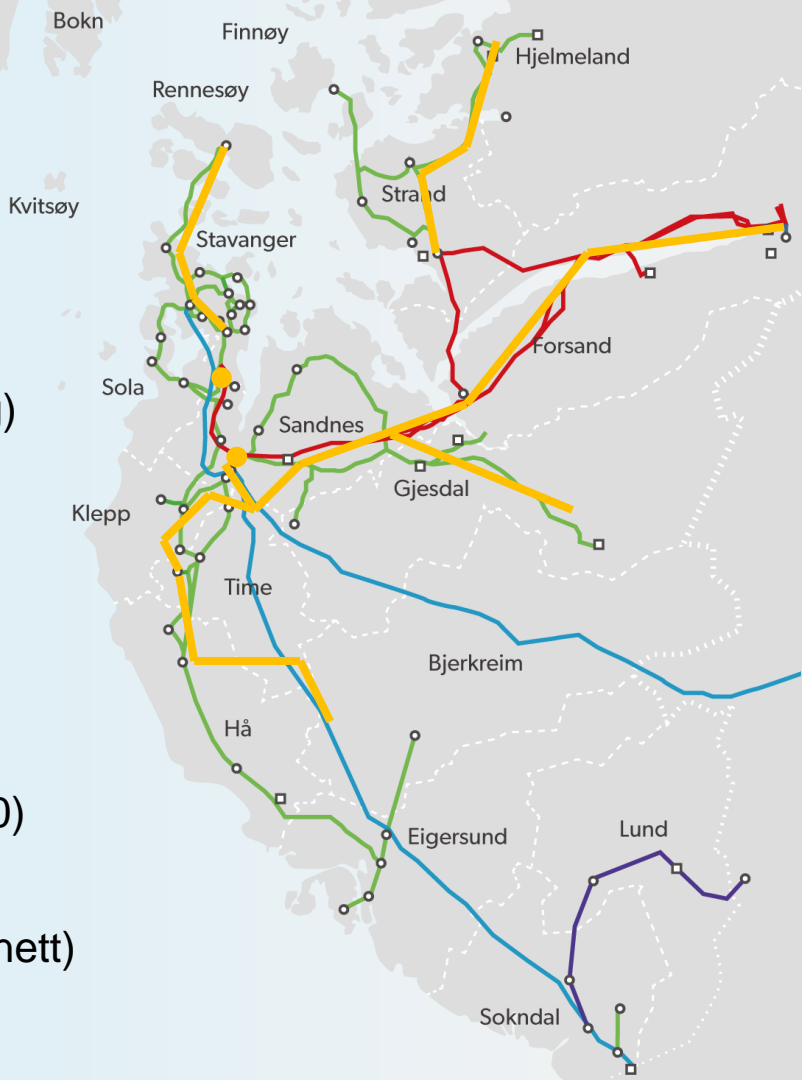 Bokn
Finnøy
Hjelmeland
Rennesøy
Strand
Kvitsøy
Stavanger
Forsand
Sola
)
Sandnes
Gjesdal
Klepp
Time
Bjerkreim
Hå
0)
Lund
Eigersund
nett)
Sokndal